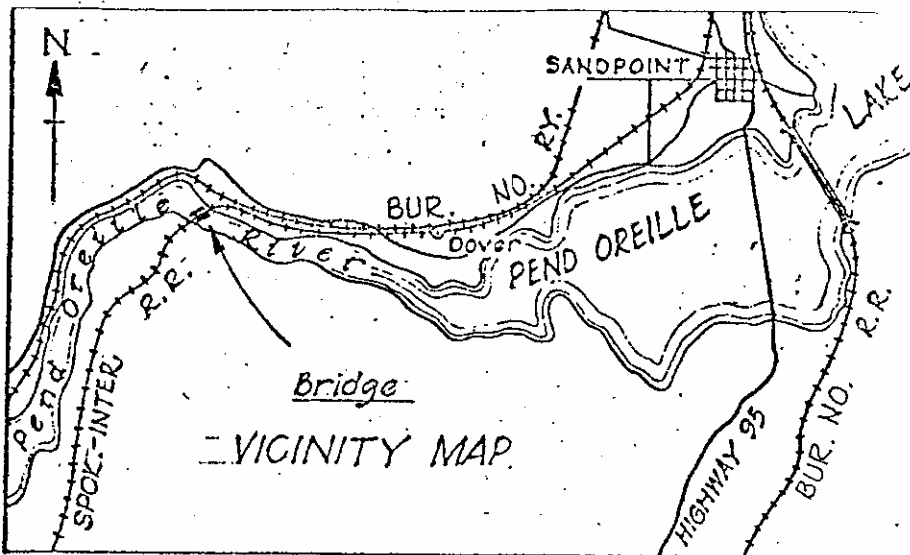 N
SANDPOINT
LAKE
RY.
BUR. NO.
Dover
PEND OREILLE
Pend Oreille River
R.R.
SPOK.-INTER
Bridge
VICINITY MAP
HIGHWAY 95
BUR. NO. R.R.